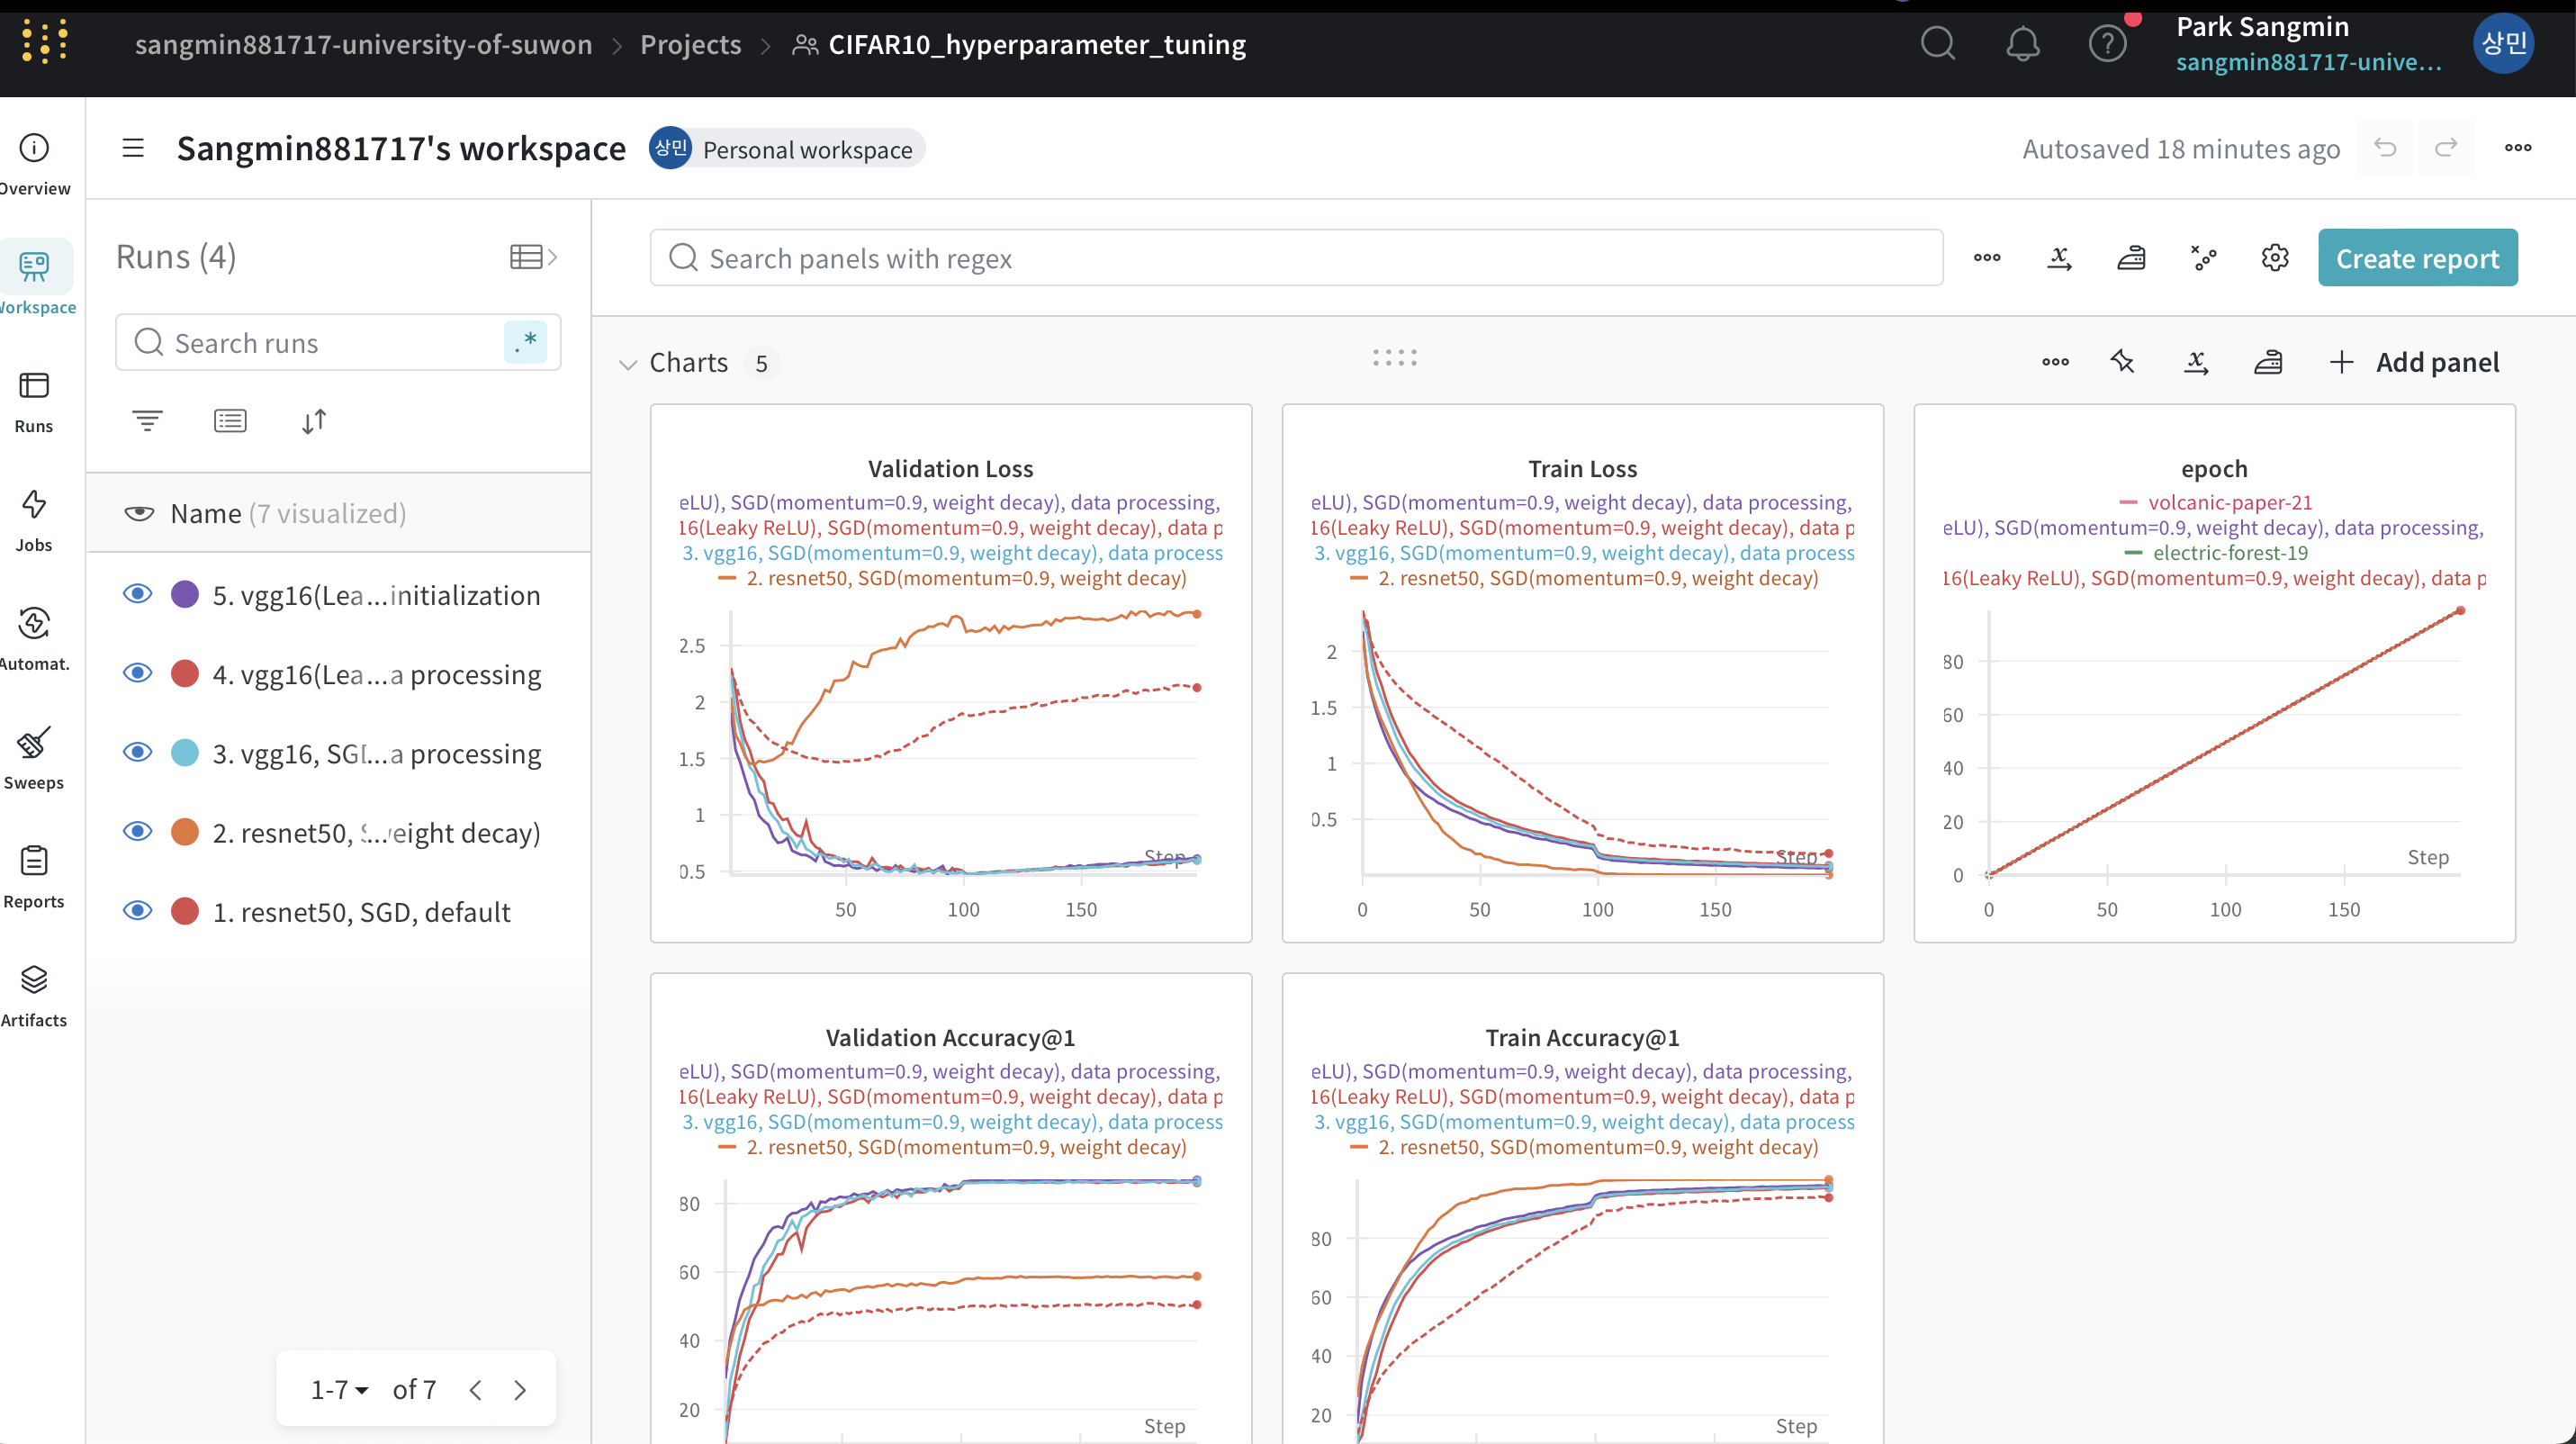 sangmin881717-university-of-suwon > Projects > CIFAR10_hyperparameter_tuning
Park Sangmin
sangmin881717-unive...
상민
Overview
Workspace
Runs
Jobs
Automat.
Sweeps
Reports
Artifacts
Sangmin881717's workspace
상민 Personal workspace
Autosaved 18 minutes ago
Runs (4)
Search runs
.*
Name (7 visualized)
5. vgg16(Lea...initialization
4. vgg16(Lea...a processing
3. vgg16, SG...a processing
2. resnet50, S...eight decay)
1. resnet50, SGD, default
1-7 of 7
Search panels with regex
Create report
Charts 5
Add panel
Validation Loss
eLU), SGD(momentum=0.9, weight decay), data processing,
16(Leaky ReLU), SGD(momentum=0.9, weight decay), data p
3. vgg16, SGD(momentum=0.9, weight decay), data process
2. resnet50, SGD(momentum=0.9, weight decay)
2.5
2
1.5
1
0.5
Step
50 100 150
Train Loss
eLU), SGD(momentum=0.9, weight decay), data processing,
16(Leaky ReLU), SGD(momentum=0.9, weight decay), data p
3. vgg16, SGD(momentum=0.9, weight decay), data process
2. resnet50, SGD(momentum=0.9, weight decay)
2
1.5
1
0.5
Step
0 50 100 150
epoch
volcanic-paper-21
eLU), SGD(momentum=0.9, weight decay), data processing,
electric-forest-19
16(Leaky ReLU), SGD(momentum=0.9, weight decay), data p
80
60
40
20
0
Step
0 50 100 150
Validation Accuracy@1
eLU), SGD(momentum=0.9, weight decay), data processing,
16(Leaky ReLU), SGD(momentum=0.9, weight decay), data p
3. vgg16, SGD(momentum=0.9, weight decay), data process
2. resnet50, SGD(momentum=0.9, weight decay)
80
60
40
20
Step
Train Accuracy@1
eLU), SGD(momentum=0.9, weight decay), data processing,
16(Leaky ReLU), SGD(momentum=0.9, weight decay), data p
3. vgg16, SGD(momentum=0.9, weight decay), data process
2. resnet50, SGD(momentum=0.9, weight decay)
80
60
40
20
Step